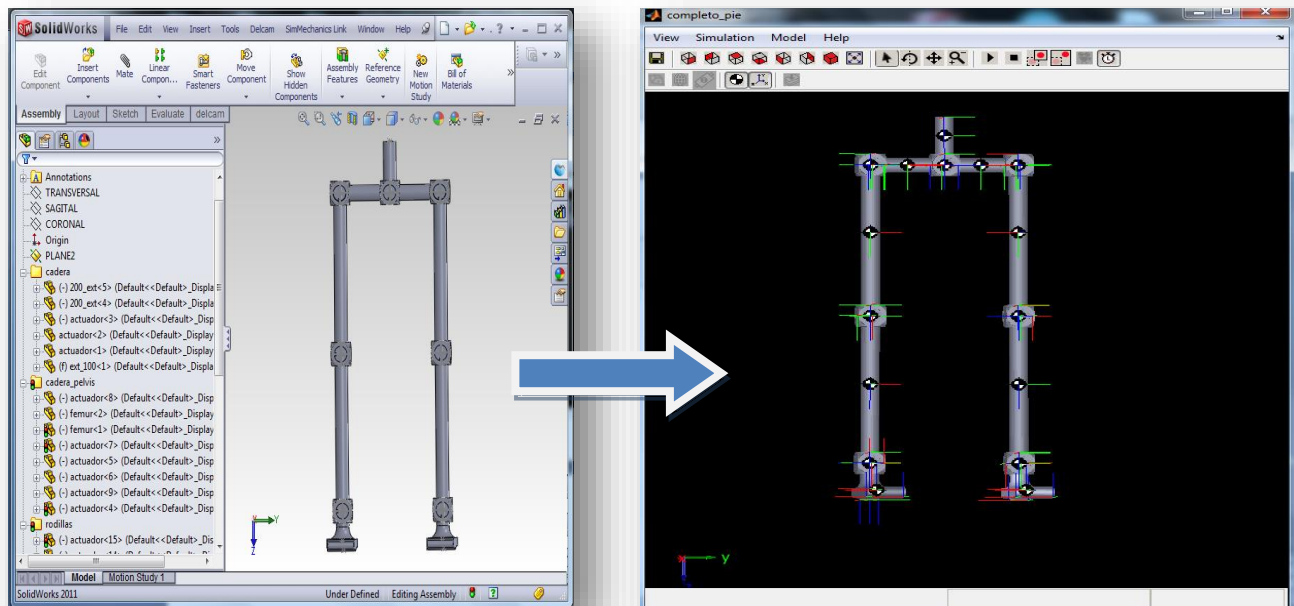 SolidWorks File Edit View Insert Tools Delcam SimMechanics Link Window Help
Edit Component
Insert Components
Mate
Linear Compon...
Smart Fasteners
Move Component
Show Hidden Components
Assembly Features
Reference Geometry
New Motion Study
Bill of Materials
Assembly Layout Sketch Evaluate delcam
Annotations
TRANSVERSAL
SAGITAL
CORONAL
Origin
PLANE2
cadera
(-) 200_ext<5> (Default<<Default>_Displa
(-) 200_ext<4> (Default<<Default>_Displa
(-) actuador<3> (Default<<Default>_Disp
actuador<2> (Default<<Default>_Display
actuador<1> (Default<<Default>_Display
(f) ext_100<1> (Default<<Default>_Displa
cadera_pelvis
(-) actuador<8> (Default<<Default>_Disp
(-) femur<2> (Default<<Default>_Display
(-) femur<1> (Default<<Default>_Display
(-) actuador<7> (Default<<Default>_Disp
(-) actuador<5> (Default<<Default>_Disp
(-) actuador<6> (Default<<Default>_Disp
(-) actuador<9> (Default<<Default>_Disp
(-) actuador<4> (Default<<Default>_Disp
rodillas
(-) actuador<15> (Default<<Default>_Dis
Y
Z
Model Motion Study 1
SolidWorks 2011 Under Defined Editing Assembly
completo_pie
View Simulation Model Help
Y